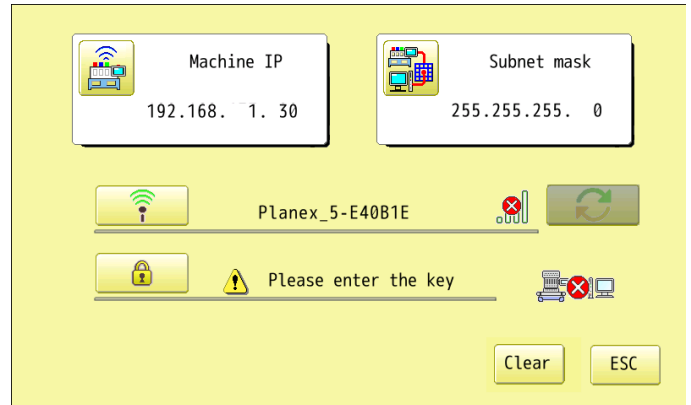 Machine IP
192.168. 1. 30
Subnet mask
255.255.255. 0
Planex_5-E40B1E
Please enter the key
Clear
ESC